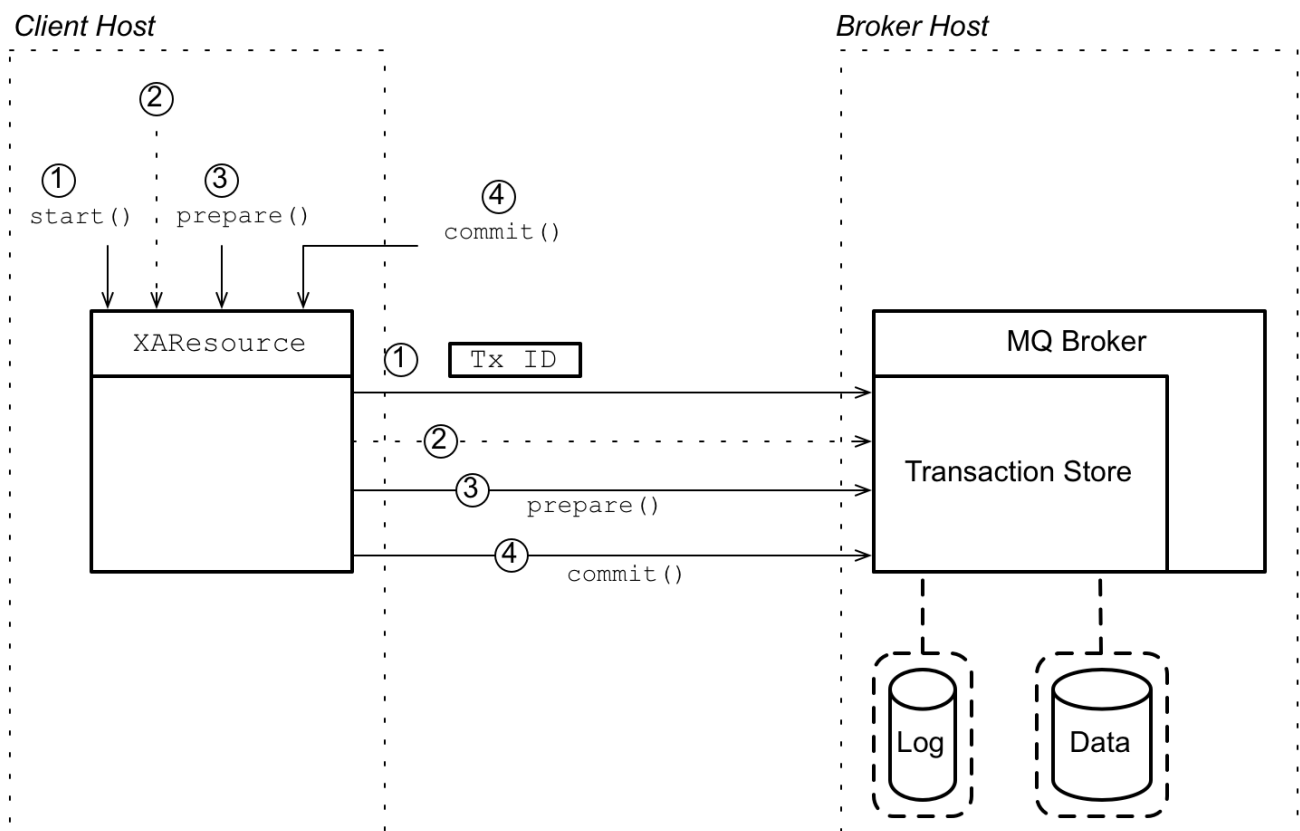 Client Host
Broker Host
2
1
3
start()
prepare()
4
commit()
XAResource
MQ Broker
1
Tx ID
2
Transaction Store
3
prepare()
4
commit()
Log
Data